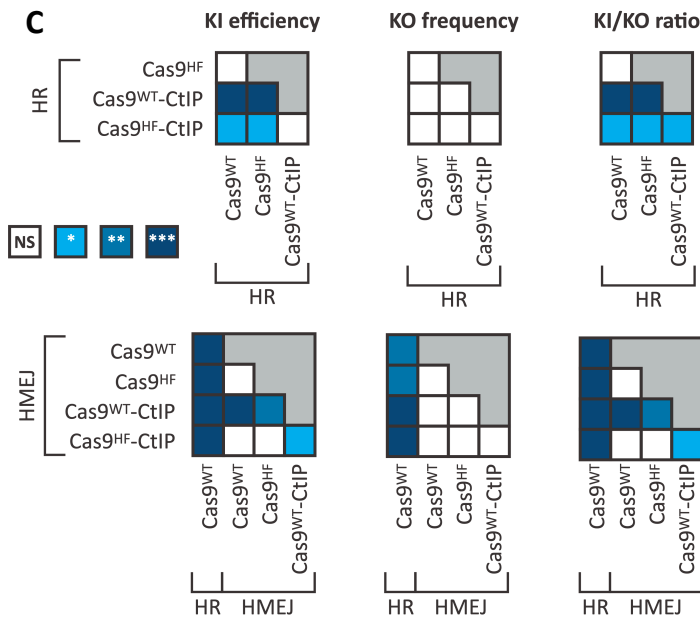 C
KI efficiency KO frequency KI/KO ratio
HR
Cas9HF
Cas9WT-CtIP
Cas9HF-CtIP
Cas9WT Cas9HF Cas9WT-CtIP
HR
Cas9WT Cas9HF Cas9WT-CtIP
HR
Cas9WT Cas9HF Cas9WT-CtIP
HR
NS * ** ***
HMEJ
Cas9WT
Cas9HF
Cas9WT-CtIP
Cas9HF-CtIP
Cas9WT Cas9WT Cas9HF Cas9WT-CtIP
HR HMEJ
Cas9WT Cas9WT Cas9HF Cas9WT-CtIP
HR HMEJ
Cas9WT Cas9WT Cas9HF Cas9WT-CtIP
HR HMEJ